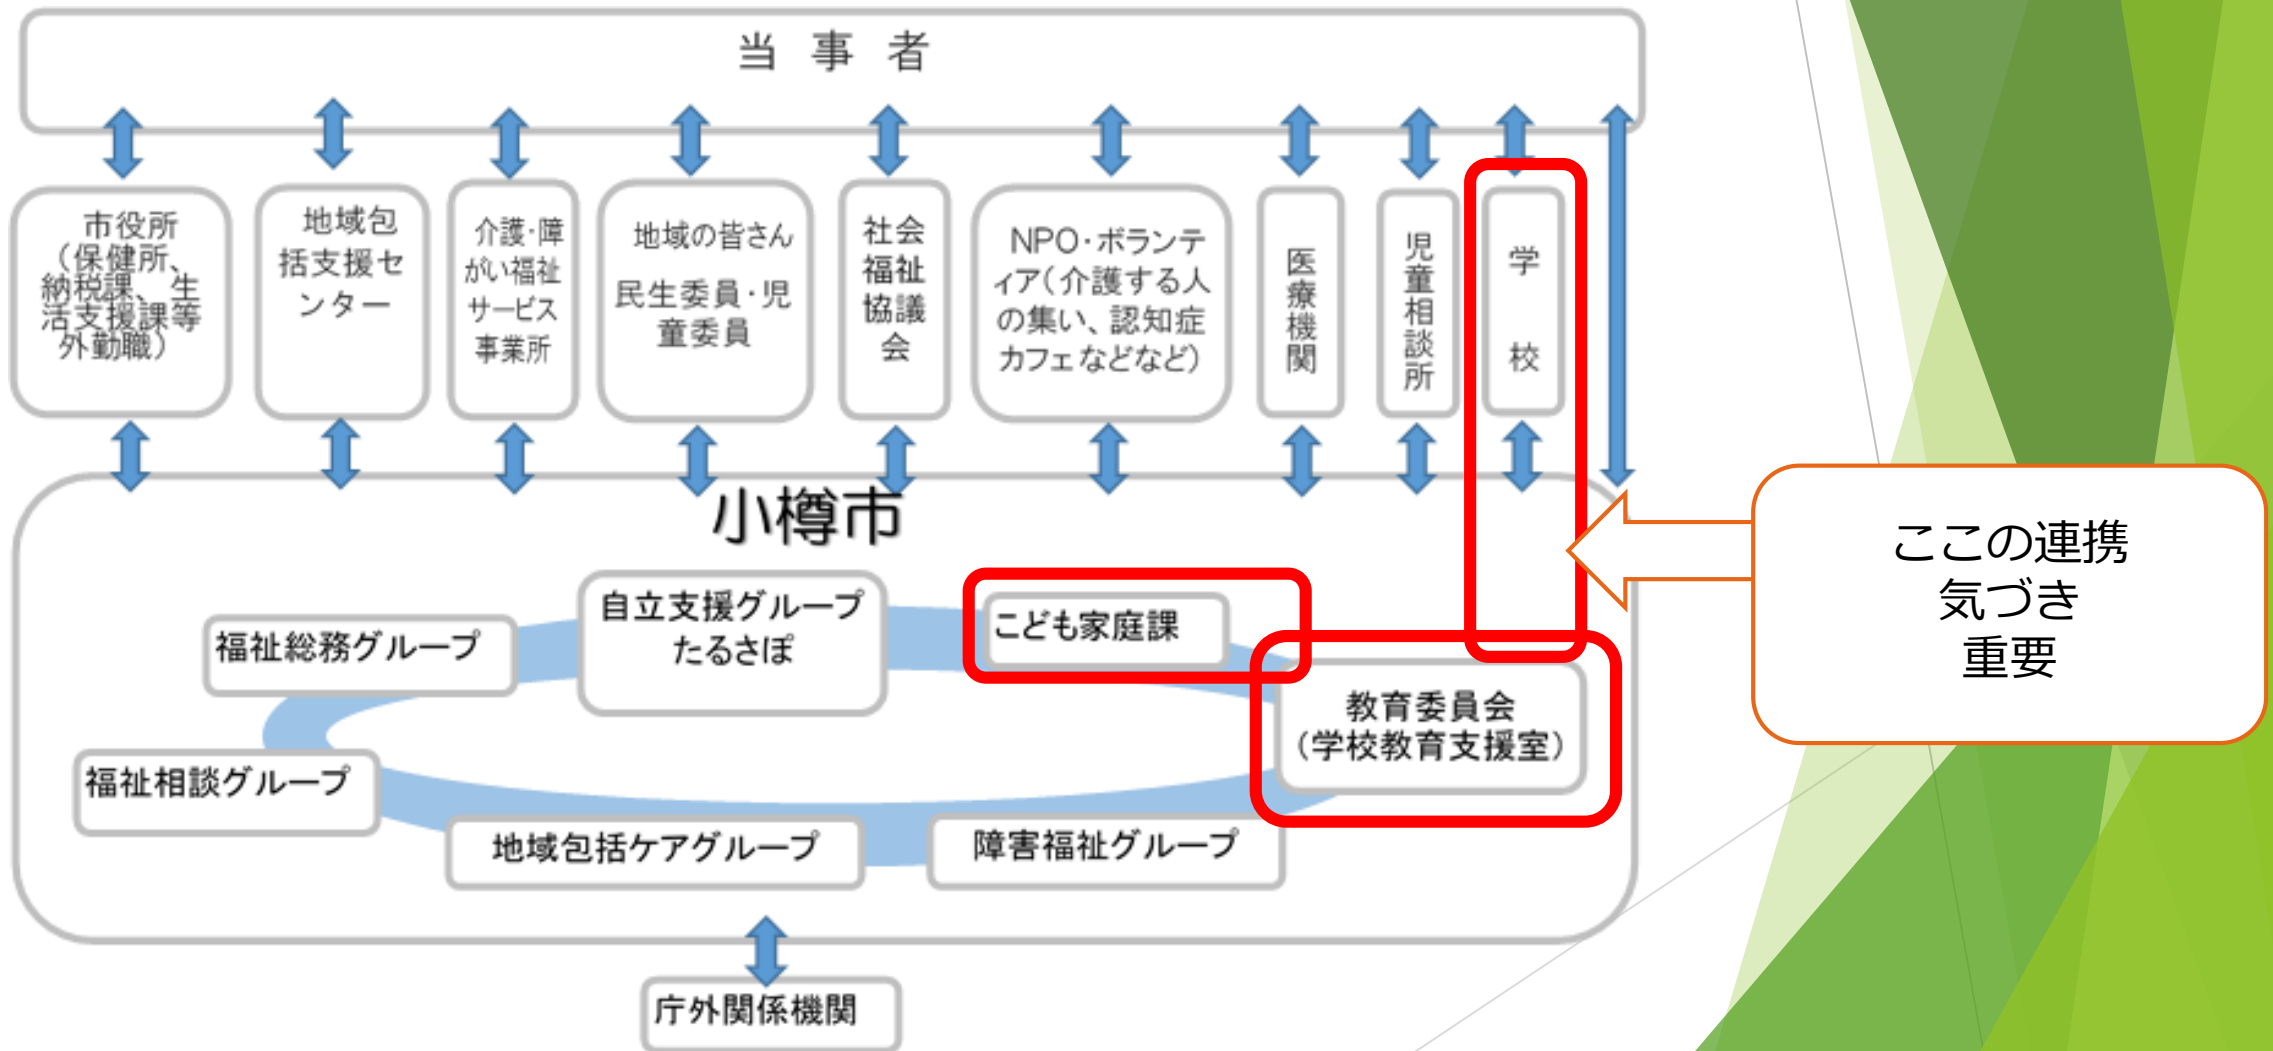 当 事 者
市役所
(保健所、
納税課、生
活支援課等
外勤職)
地域包
括支援セ
ンター
介護・障
がい福祉
サービス
事業所
地域の皆さん
民生委員・児
童委員
社会
福祉
協議
会
NPO・ボランテ
ィア(介護する人
の集い、認知症
カフェなどなど)
医療機関
児童相談所
学 校
小樽市
自立支援グループ
たるさぽ
こども家庭課
福祉総務グループ
教育委員会
(学校教育支援室)
福祉相談グループ
地域包括ケアグループ
障害福祉グループ
庁外関係機関
ここの連携
気づき
重要